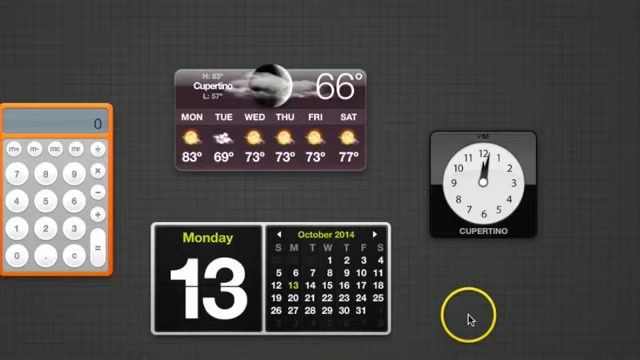 0
m+ m- mc mr ÷
7 8 9 ×
4 5 6 −
1 2 3 +
0 . c =
H: 83°
Cupertino
L: 57°
66°
MON TUE WED THU FRI SAT
83° 69° 73° 73° 73° 77°
Monday
13
October 2014
S M T W T F S
1 2 3 4
5 6 7 8 9 10 11
12 13 14 15 16 17 18
19 20 21 22 23 24 25
26 27 28 29 30 31
PM
12 1 2 3 4 5 6 7 8 9 10 11
CUPERTINO